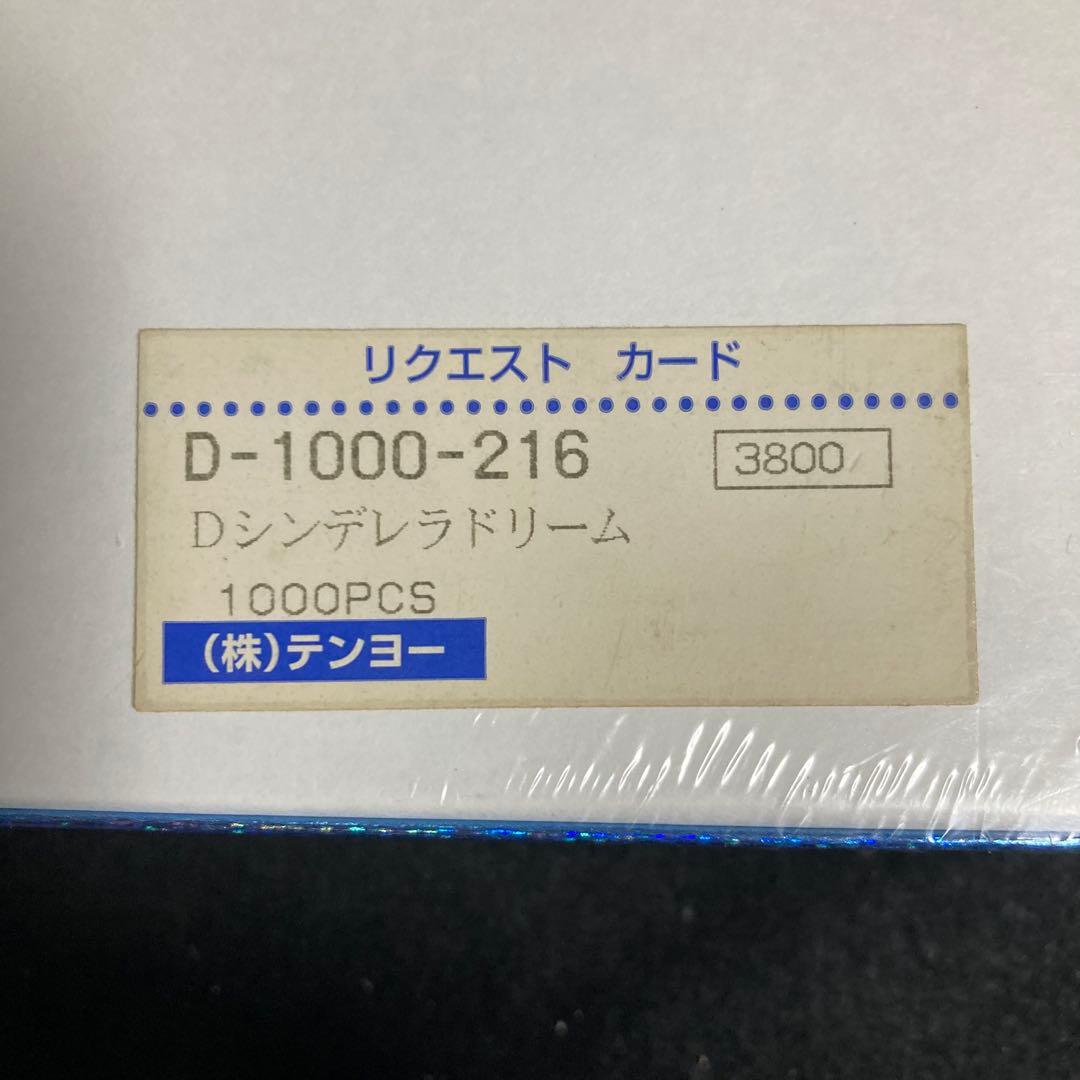 リクエスト カード
D-1000-216 3800
Dシンデレラドリーム
1000PCS
(株)テンヨー